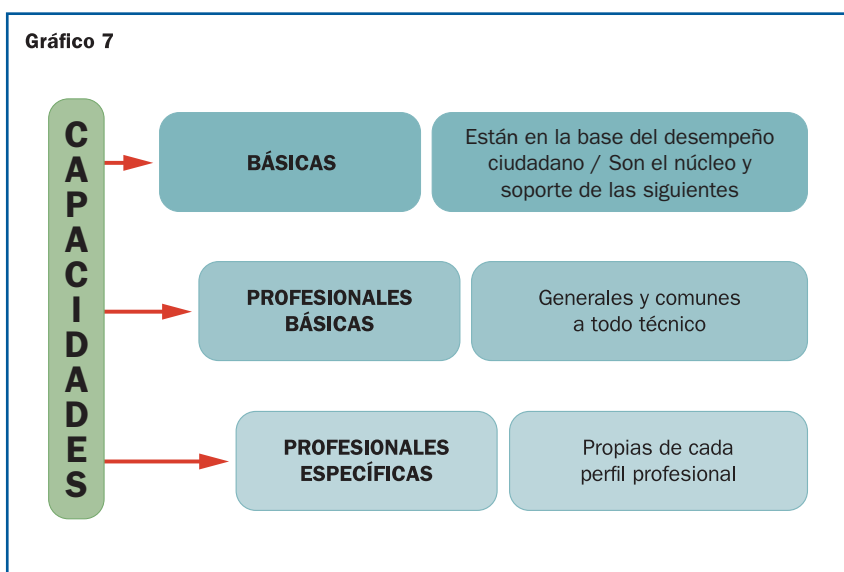 Gráfico 7
CAPACIDADES
BÁSICAS
Están en la base del desempeño
ciudadano / Son el núcleo y
soporte de las siguientes
PROFESIONALES
BÁSICAS
Generales y comunes
a todo técnico
PROFESIONALES
ESPECÍFICAS
Propias de cada
perfil profesional